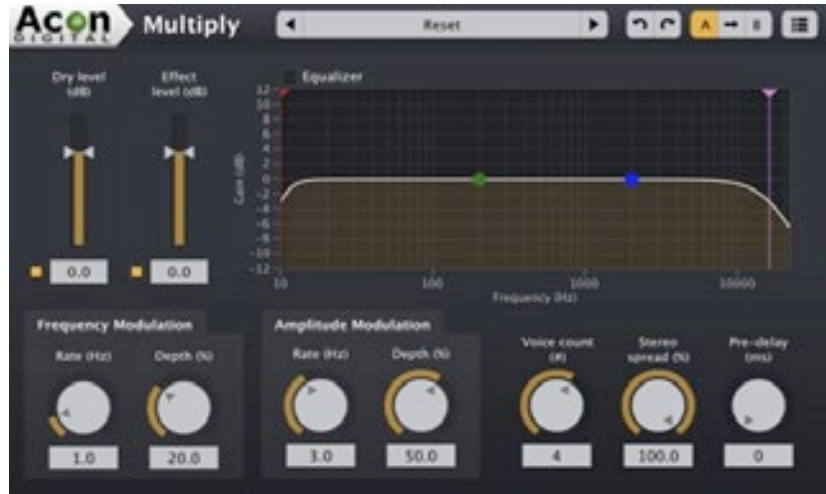 Acon
DIGITAL
Multiply
Reset
A
B
Dry level
(dB)
Effect
level (dB)
Equalizer
12
10
8
6
4
2
0
-2
-4
-6
-8
-10
-12
Gain (dB)
10
100
1000
10000
Frequency (Hz)
0.0
0.0
Frequency Modulation
Rate (Hz)
Depth (%)
1.0
20.0
Amplitude Modulation
Rate (Hz)
Depth (%)
3.0
50.0
Voice count
(#)
Stereo
spread (%)
Pre-delay
(ms)
4
100.0
0